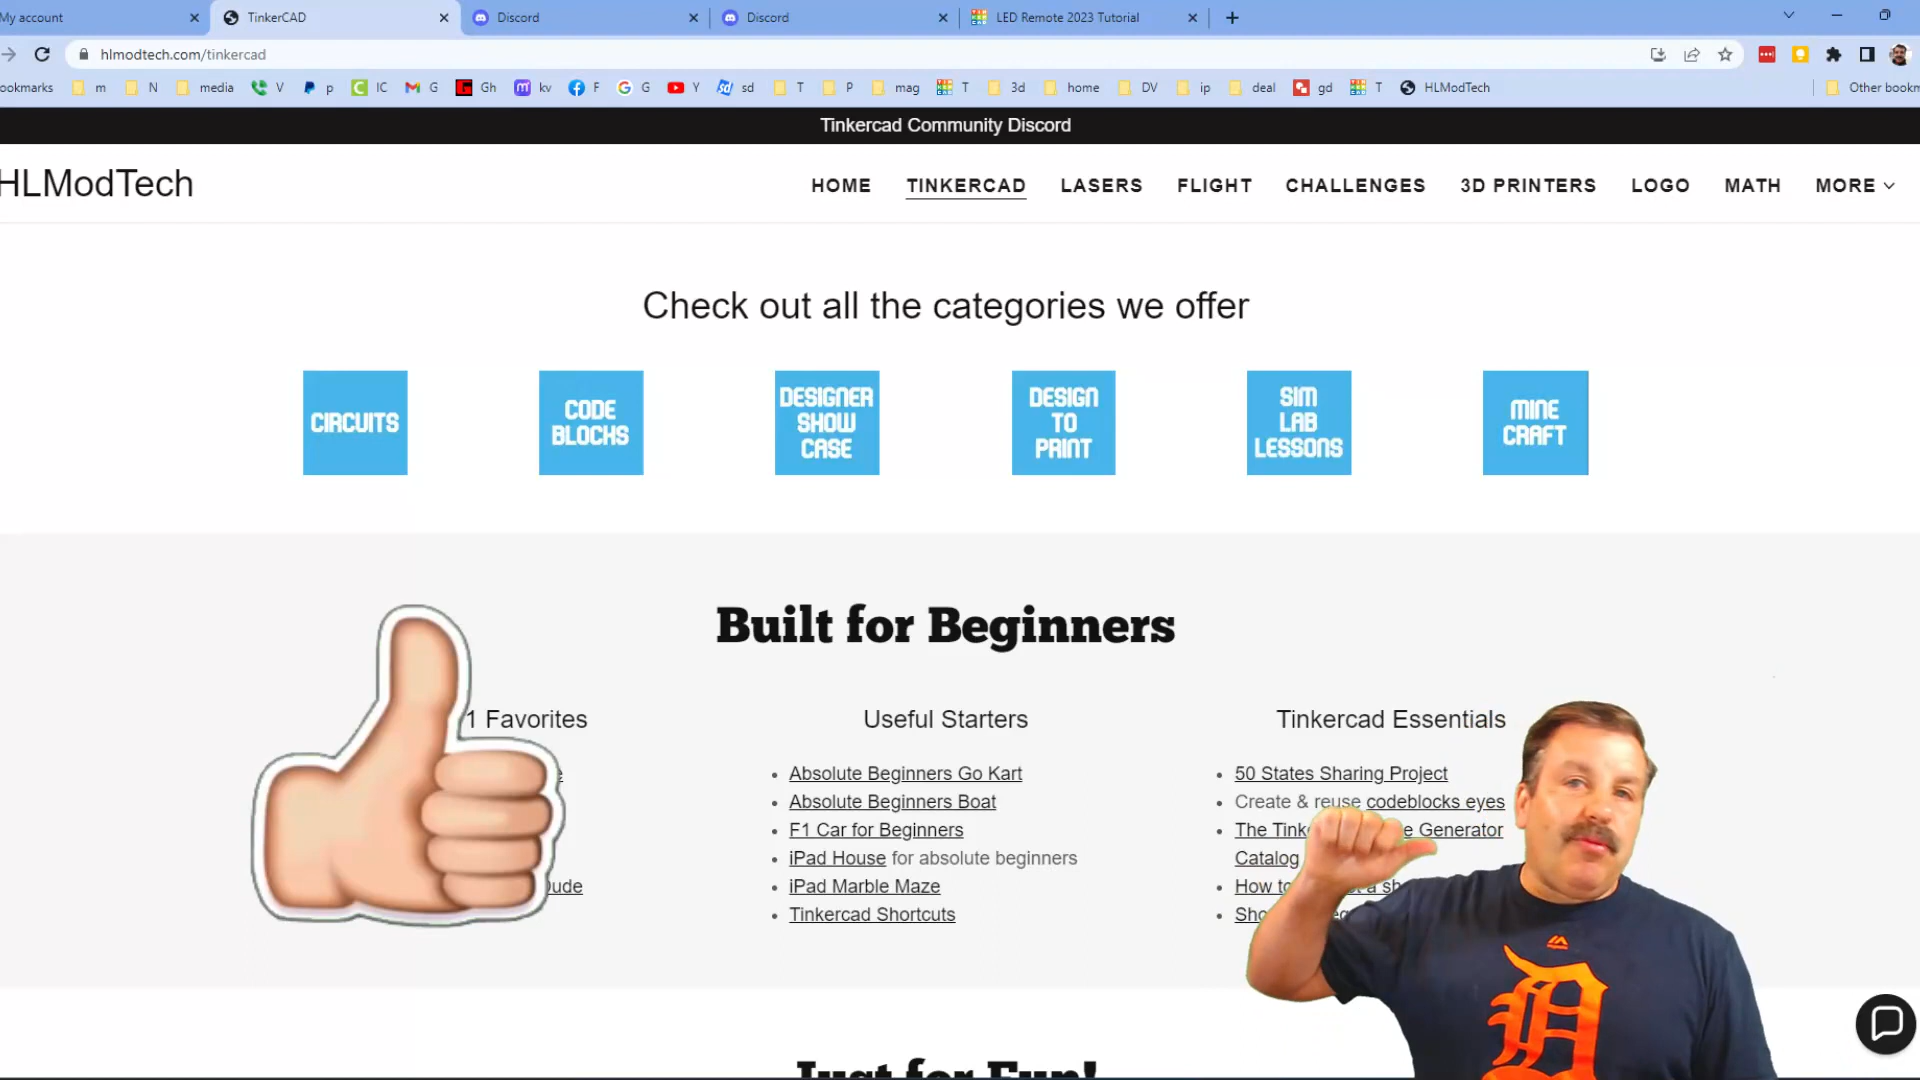 My account
TinkerCAD
Discord
Discord
LED Remote 2023 Tutorial
hlmodtech.com/tinkercad
ookmarks m N media V p IC G Gh kv F G Y sd T P mag T 3d home DV ip deal gd T HLModTech Other bookm
Tinkercad Community Discord
HLModTech
HOME TINKERCAD LASERS FLIGHT CHALLENGES 3D PRINTERS LOGO MATH MORE
Check out all the categories we offer
CIRCUITS
CODE
BLOCKS
DESIGNER
SHOW
CASE
DESIGN
TO
PRINT
SIM
LAB
LESSONS
MINE
CRAFT
Built for Beginners
1 Favorites
ude
Useful Starters
Absolute Beginners Go Kart
Absolute Beginners Boat
F1 Car for Beginners
iPad House for absolute beginners
iPad Marble Maze
Tinkercad Shortcuts
Tinkercad Essentials
50 States Sharing Project
Create & reuse codeblocks eyes
The Tink e Generator
Catalog
How to a sh
Sho
Just for Fun!